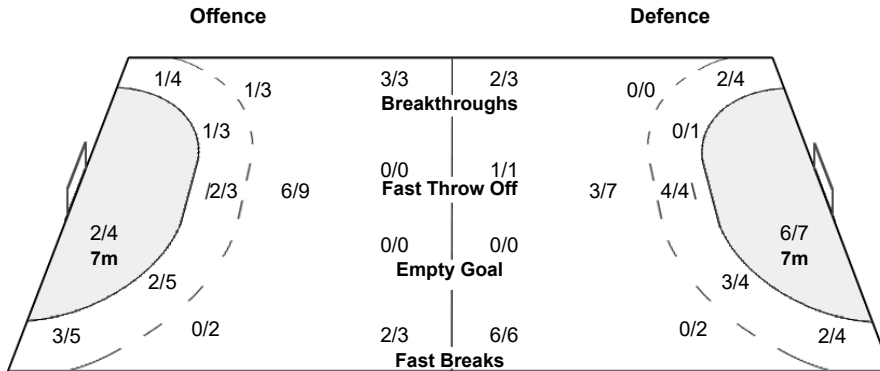 Offence Defence
1/4 1/3 3/3 2/3 0/0 2/4
Breakthroughs
1/3 0/1
0/0 1/1
2/3 6/9 Fast Throw Off 3/7 4/4
2/4 0/0 0/0 6/7
7m Empty Goal 7m
2/5 3/4
3/5 0/2 2/3 6/6 0/2 2/4
Fast Breaks